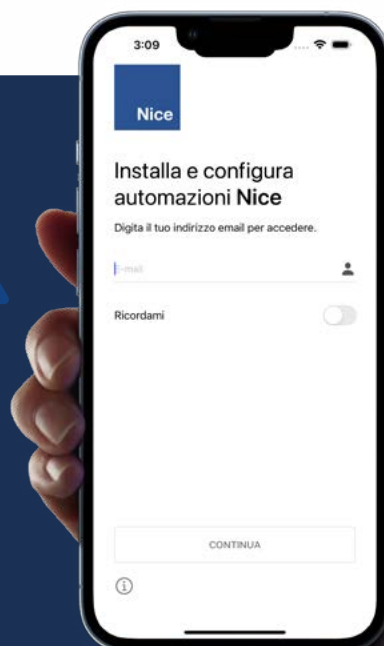 3:09
Nice
Installa e configura
automazioni Nice
Digita il tuo indirizzo email per accedere.
E-mail
Ricordami
CONTINUA